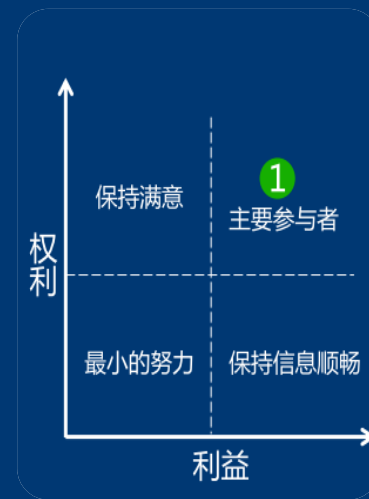 1
保持满意
主要参与者
权利
最小的努力
保持信息顺畅
利益